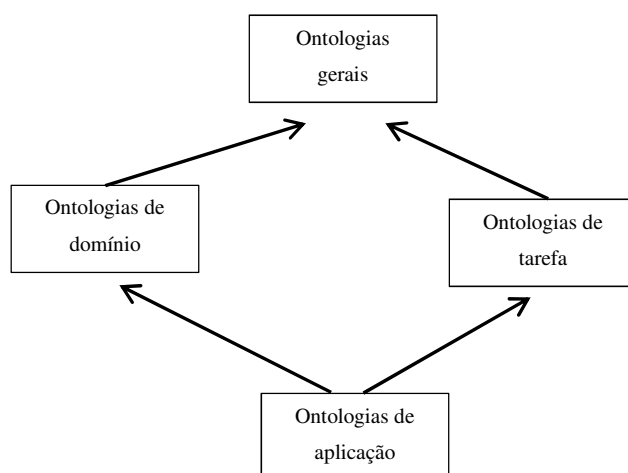 Ontologias
gerais
Ontologias de
domínio
Ontologias de
tarefa
Ontologias de
aplicação